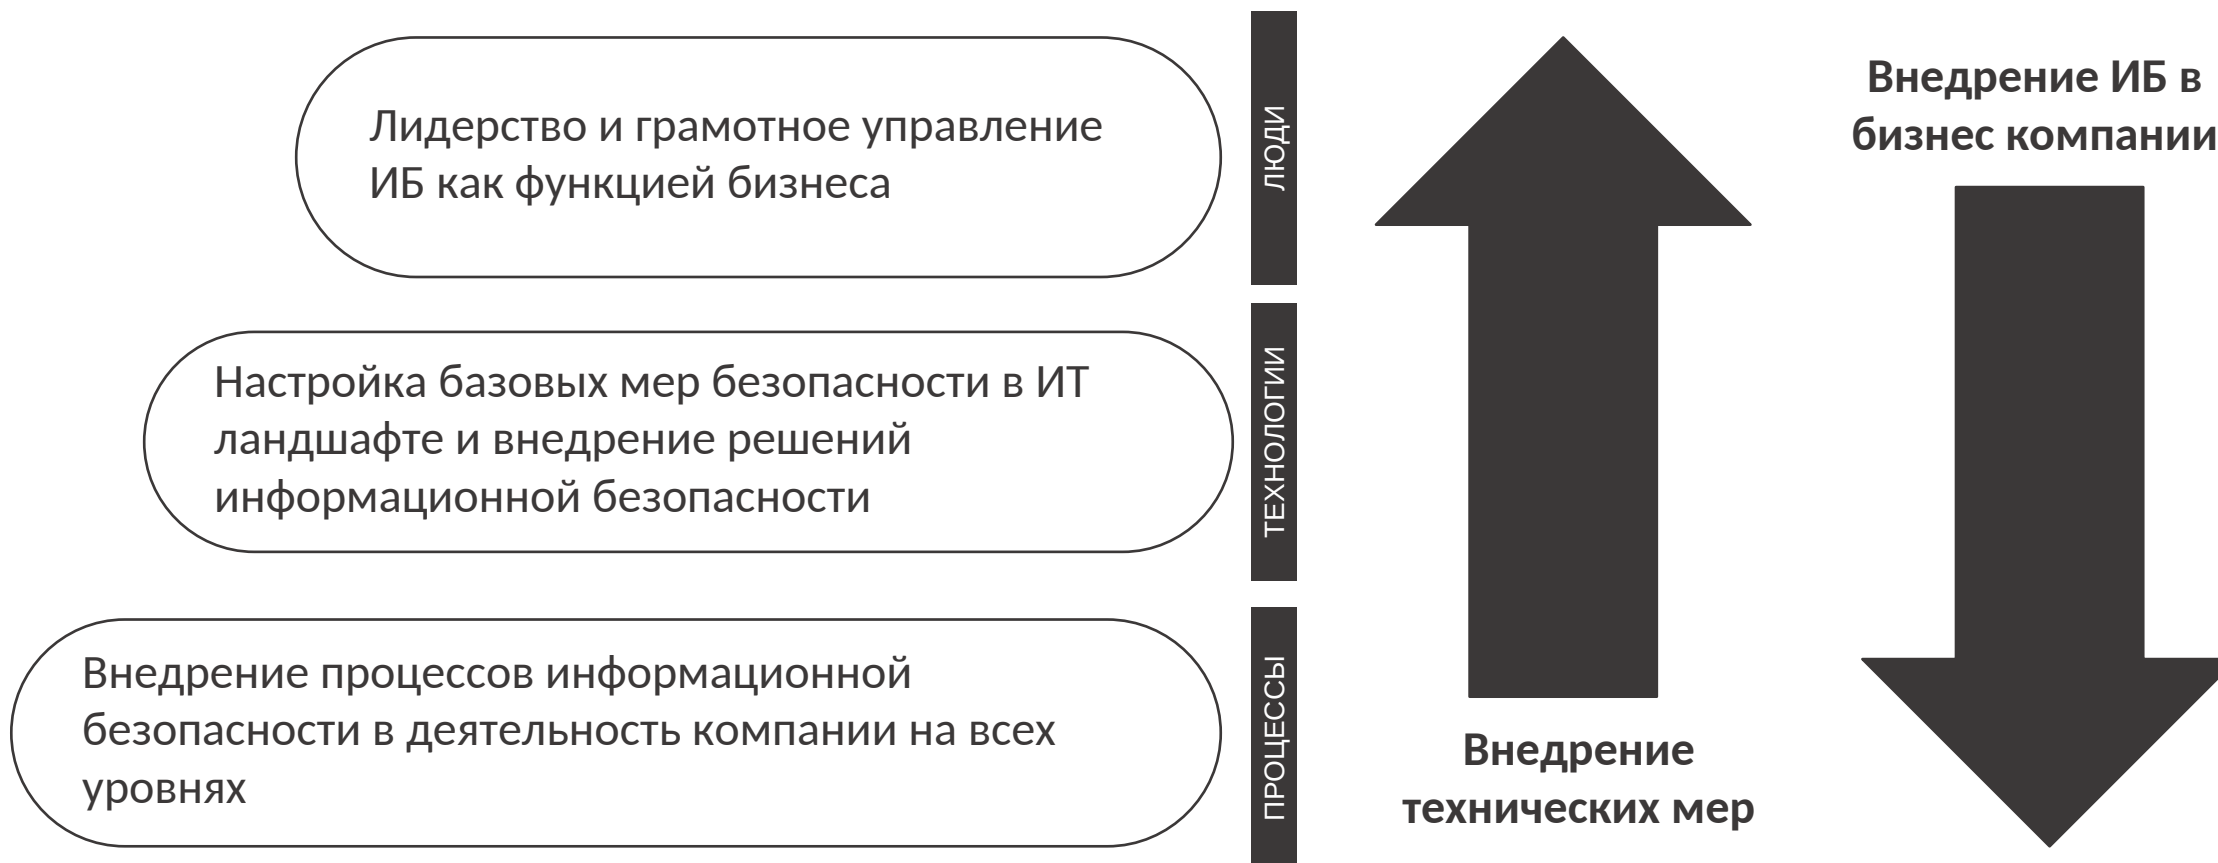 Лидерство и грамотное управление
ИБ как функцией бизнеса
ЛЮДИ
Настройка базовых мер безопасности в ИТ
ландшафте и внедрение решений
информационной безопасности
ТЕХНОЛОГИИ
Внедрение процессов информационной
безопасности в деятельность компании на всех
уровнях
ПРОЦЕССЫ
Внедрение
технических мер
Внедрение ИБ в
бизнес компании